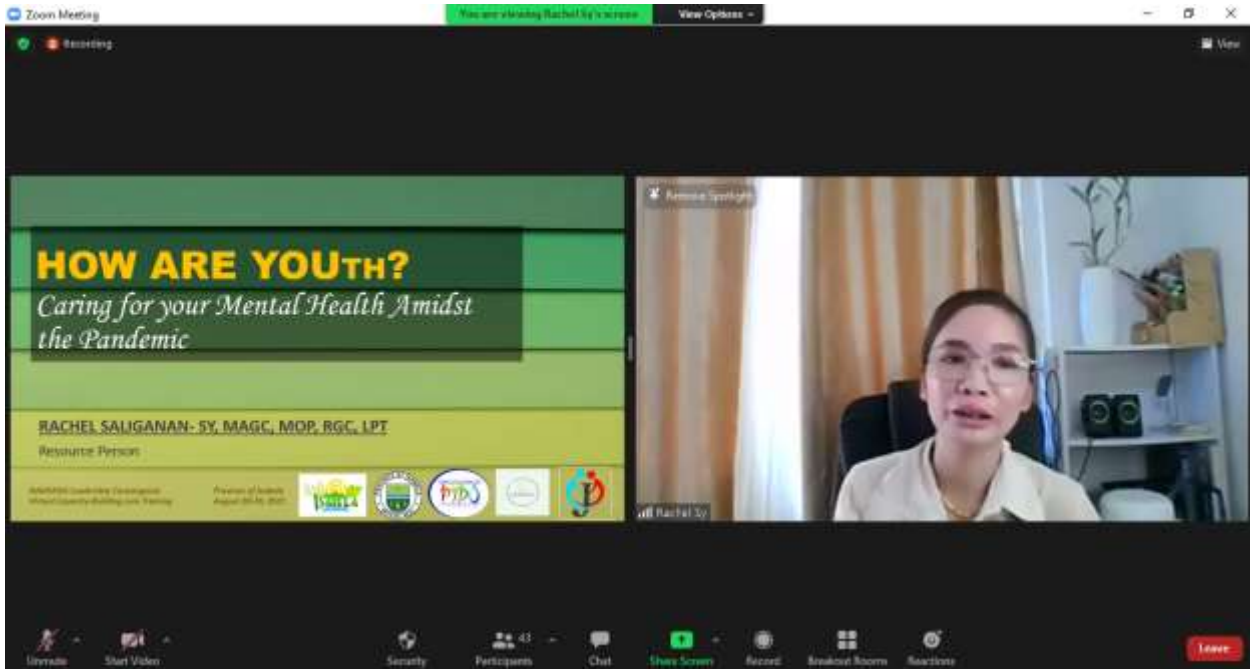 Zoom Meeting
You are viewing Rachel Sy's screen
View Options
Recording
View
HOW ARE YOUTH?
Caring for your Mental Health Amidst
the Pandemic
RACHEL SALIGANAN- SY, MAGC, MOP, RGC, LPT
Resource Person
Remove Spotlight
Rachel Sy
Unmute
Start Video
Security
Participants
43
Chat
Share Screen
Record
Breakout Rooms
Reactions
Leave